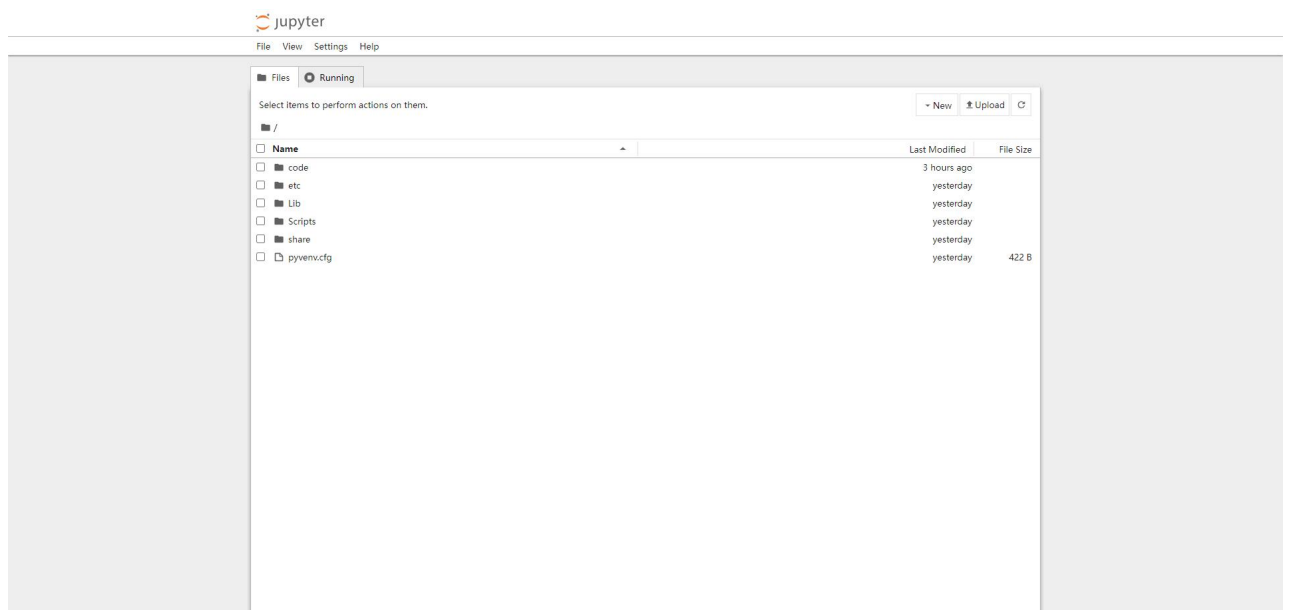 jupyter
File View Settings Help
Files Running
Select items to perform actions on them.
New Upload
/
Name Last Modified File Size
code 3 hours ago
etc yesterday
Lib yesterday
Scripts yesterday
share yesterday
pyvenv.cfg yesterday 422 B